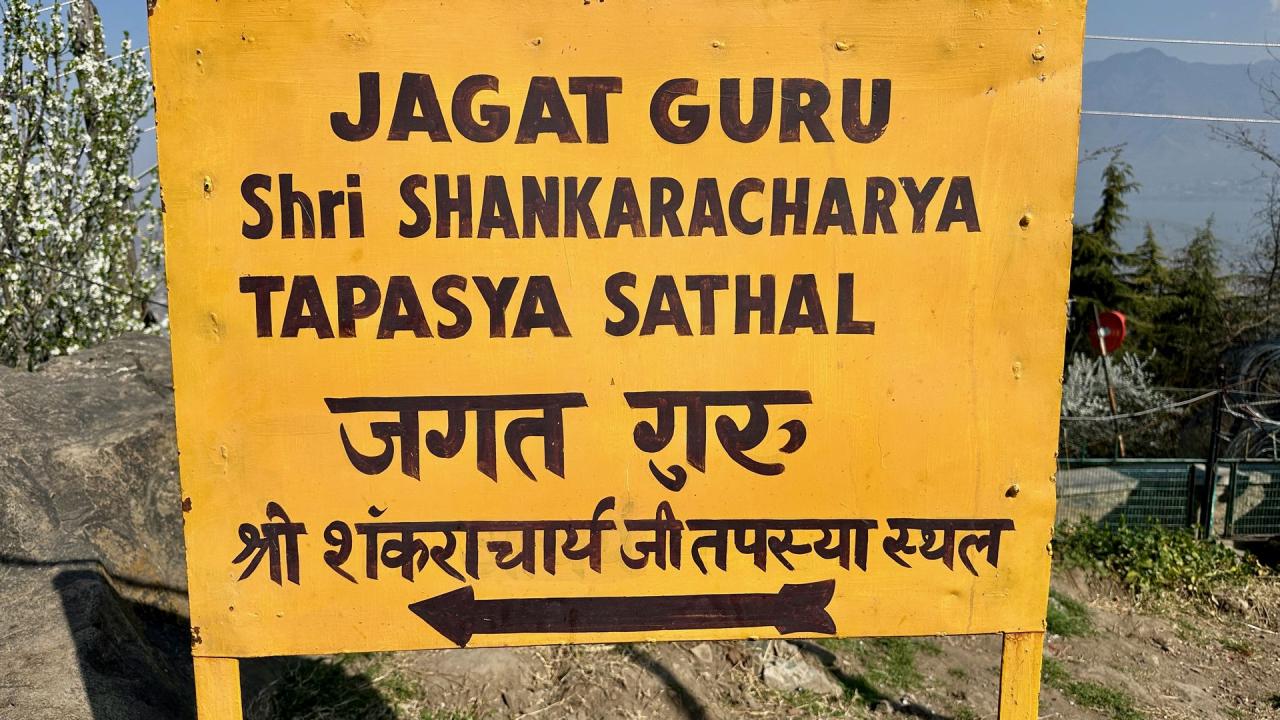 JAGAT GURU
Shri SHANKARACHARYA
TAPASYA SATHAL
जगत गुरु
श्री शंकराचार्य जी तपस्या स्थल